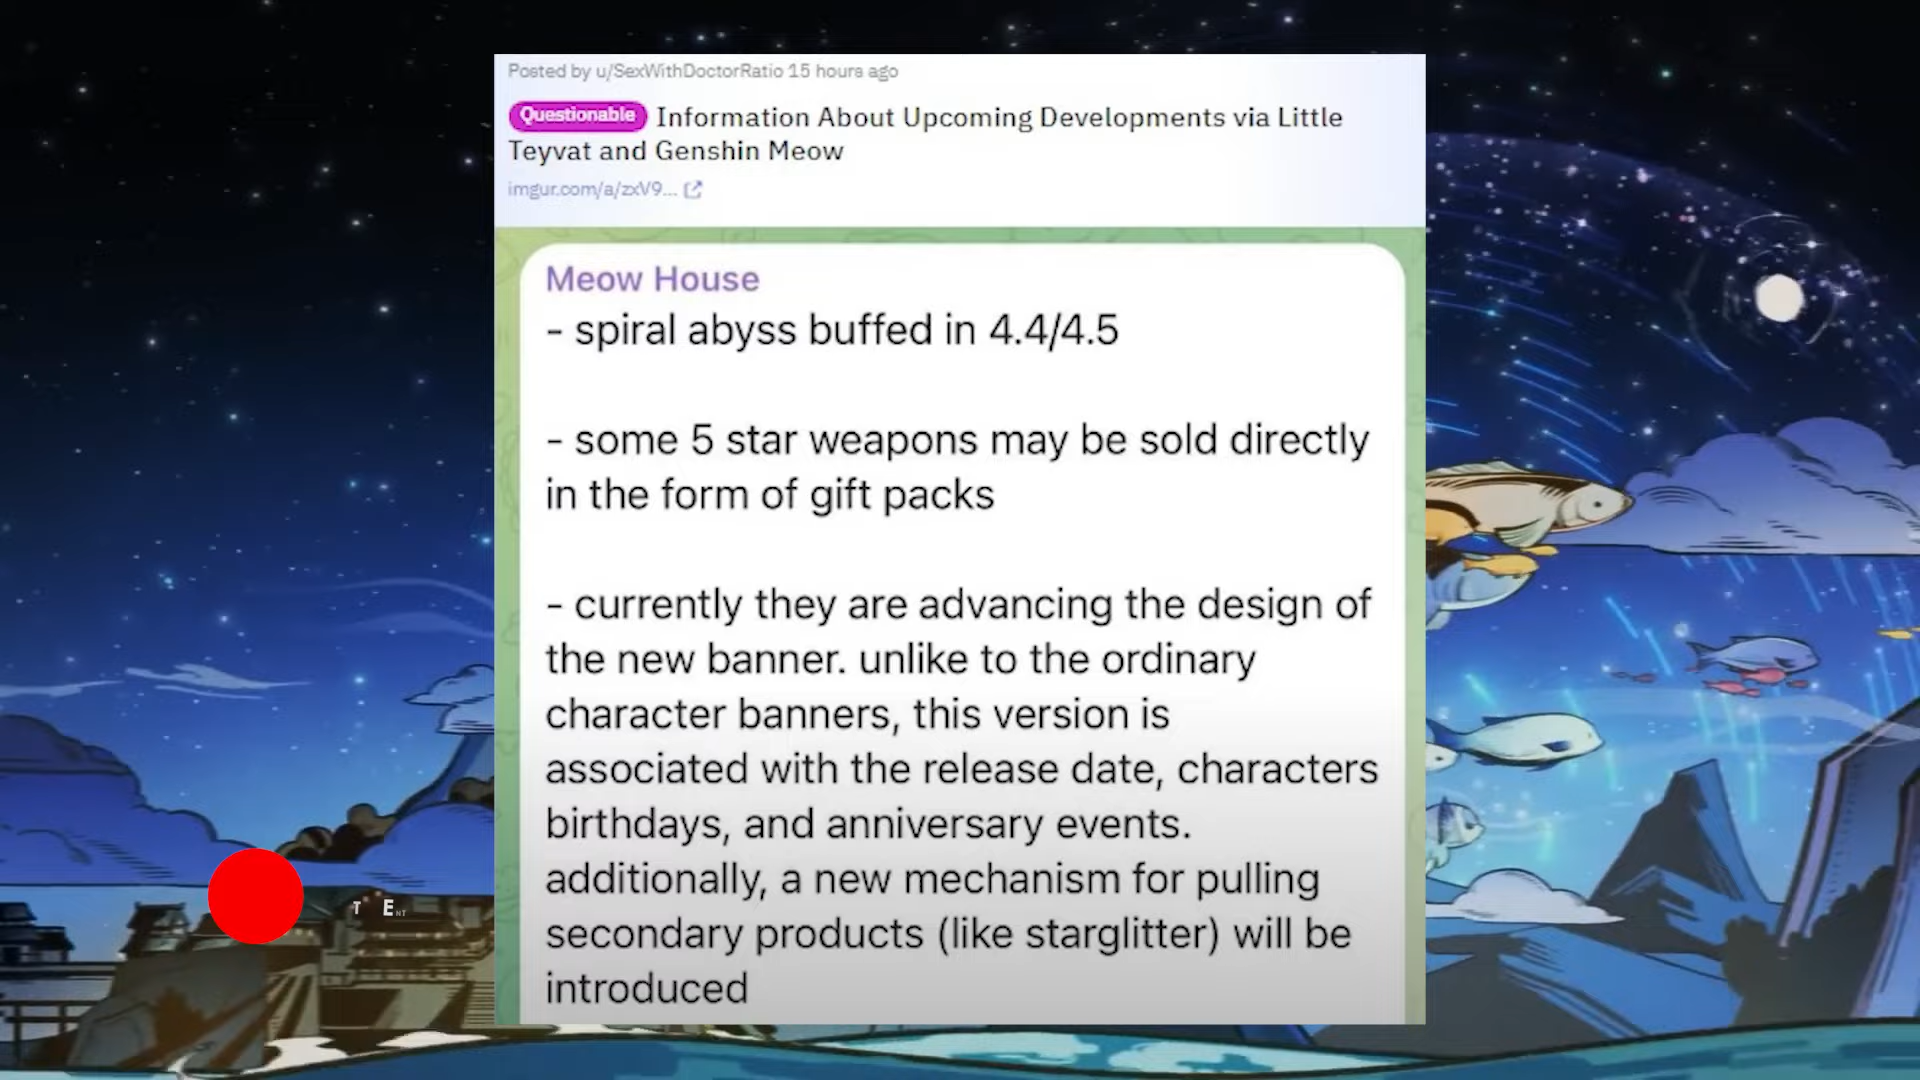 Posted by u/SexWithDoctorRatio 15 hours ago
Questionable Information About Upcoming Developments via Little
Teyvat and Genshin Meow
imgur.com/a/zxV9...
Meow House
- spiral abyss buffed in 4.4/4.5
- some 5 star weapons may be sold directly
in the form of gift packs
- currently they are advancing the design of
the new banner. unlike to the ordinary
character banners, this version is
associated with the release date, characters
birthdays, and anniversary events.
additionally, a new mechanism for pulling
secondary products (like starglitter) will be
introduced